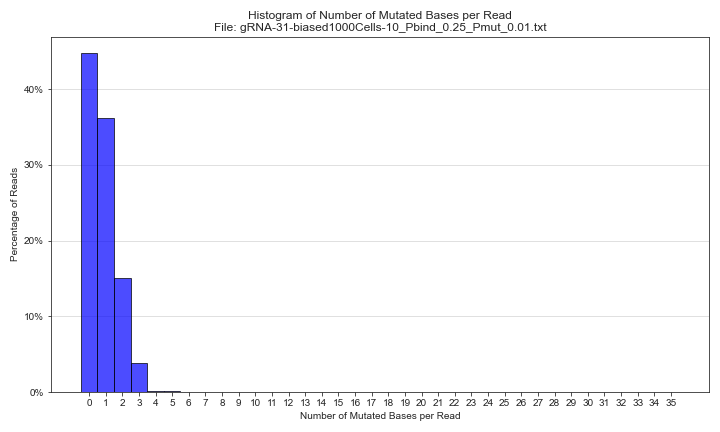 Histogram of Number of Mutated Bases per Read
File: gRNA-31-biased1000Cells-10_Pbind_0.25_Pmut_0.01.txt
Percentage of Reads
40%
30%
20%
10%
0%
0 1 2 3 4 5 6 7 8 9 10 11 12 13 14 15 16 17 18 19 20 21 22 23 24 25 26 27 28 29 30 31 32 33 34 35
Number of Mutated Bases per Read